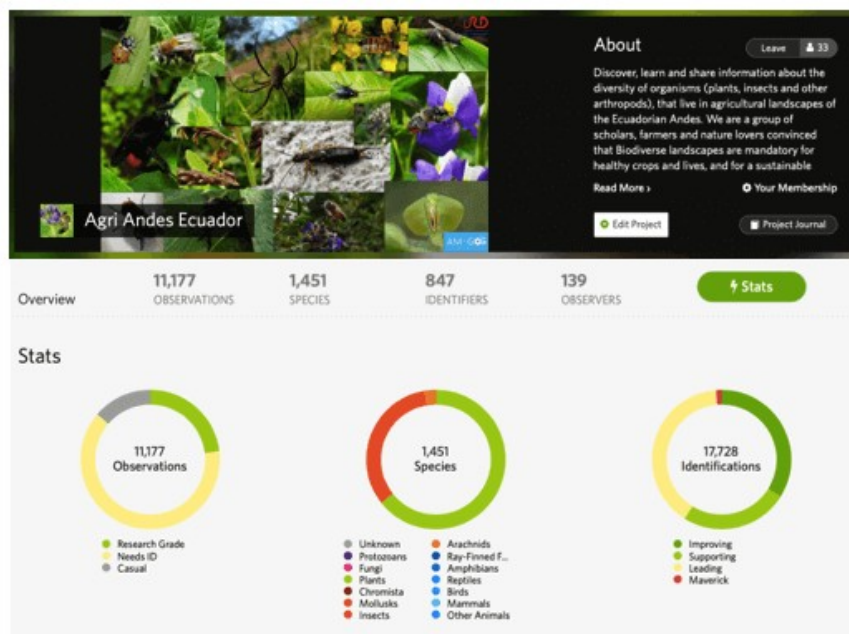 About
Leave 33
Discover, learn and share information about the
diversity of organisms (plants, insects and other
arthropods), that live in agricultural landscapes of
the Ecuadorian Andes. We are a group of
scholars, farmers and nature lovers convinced
that Biodiverse landscapes are mandatory for
healthy crops and lives, and for a sustainable
Read More ›
Your Membership
Agri Andes Ecuador
Edit Project
Project Journal
Overview
11,177
OBSERVATIONS
1,451
SPECIES
847
IDENTIFIERS
139
OBSERVERS
Stats
Stats
11,177
Observations
Research Grade
Needs ID
Casual
1,451
Species
Unknown
Protozoans
Fungi
Plants
Chromista
Mollusks
Insects
Arachnids
Ray-Finned F...
Amphibians
Reptiles
Birds
Mammals
Other Animals
17,728
Identifications
Improving
Supporting
Leading
Maverick